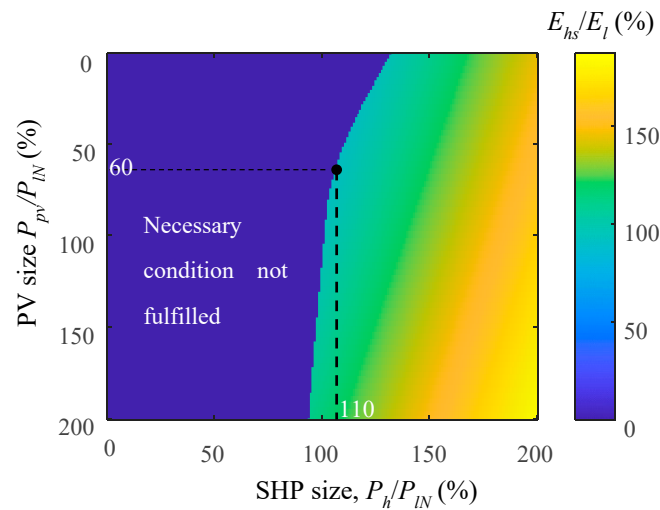 E_hs/E_l (%)
0
50
100
150
200
PV size P_pv/P_lN (%)
60
Necessary
condition not
fulfilled
110
0
50
100
150
200
SHP size, P_h/P_lN (%)
150
100
50
0